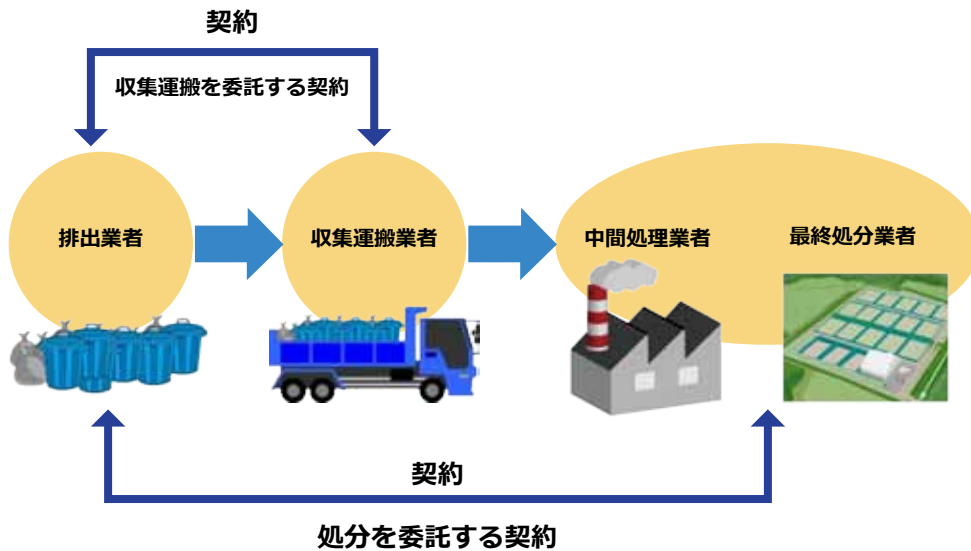 契約
収集運搬を委託する契約
排出業者
収集運搬業者
中間処理業者
最終処分業者
契約
処分を委託する契約